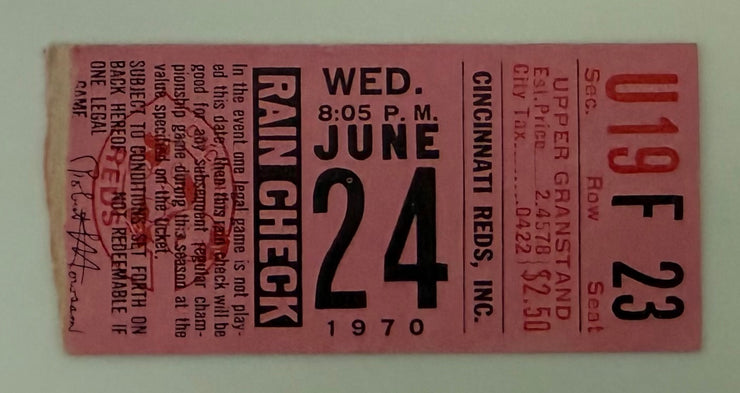 U19 F 23
Sec. Row Seat
UPPER GRANSTAND
Est.Price 2.4578
City Tax......0422
$2.50
CINCINNATI REDS, INC.
WED.
8:05 P. M.
JUNE
24
1970
RAIN CHECK
In the event one legal game is not play-
ed this date, then this rain check will be
good for any subsequent regular cham-
pionship game during this season at the
value specified on the ticket.
SUBJECT TO CONDITIONS SET FORTH ON
BACK HEREOF. NOT REDEEMABLE IF
ONE LEGAL
GAME
REDS